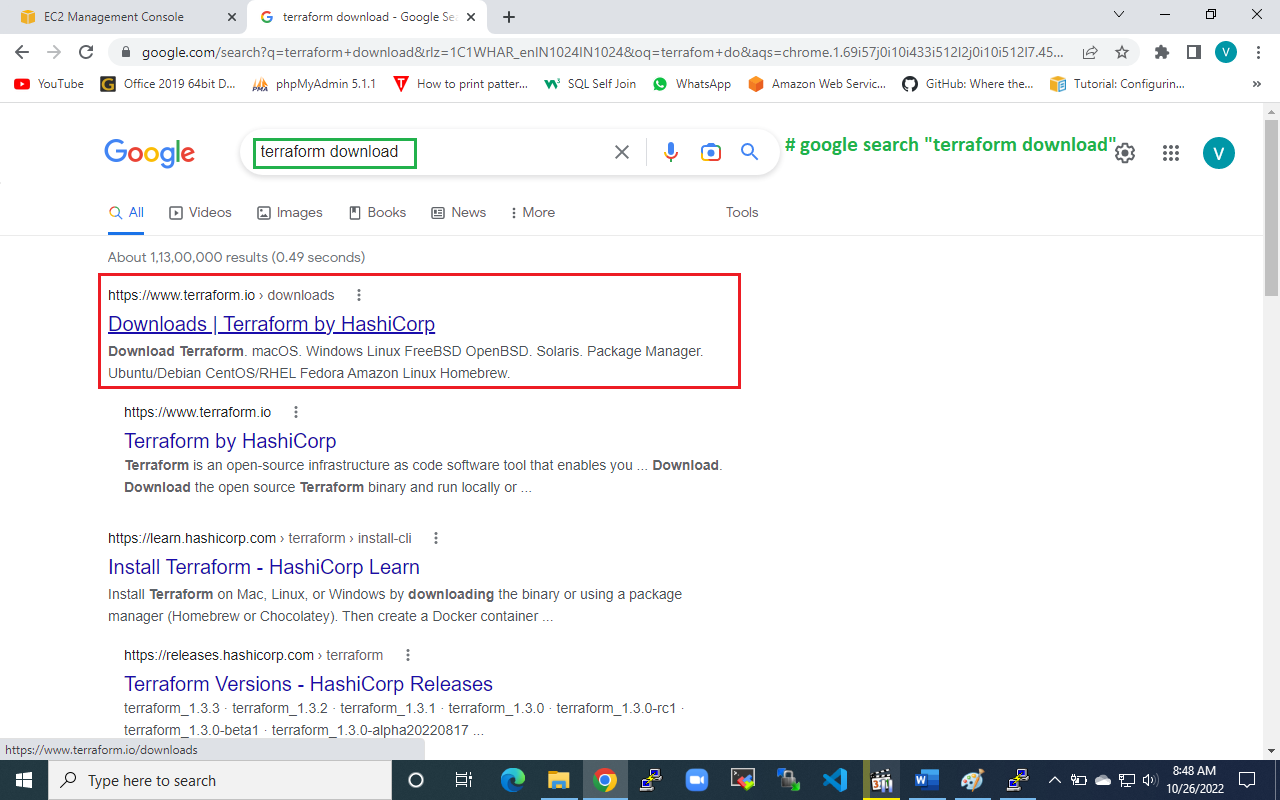 EC2 Management Console
terraform download - Google Se
google.com/search?q=terraform+download&rlz=1C1WHAR_enIN1024IN1024&oq=terrafom+do&aqs=chrome.1.69i57j0i10i433i512l2j0i10i512l7.45...
V
YouTube
Office 2019 64bit D...
phpMyAdmin 5.1.1
How to print patter...
SQL Self Join
WhatsApp
Amazon Web Servic...
GitHub: Where the...
Tutorial: Configurin...
»
Google
terraform download
# google search "terraform download"
V
All
Videos
Images
Books
News
More
Tools
About 1,13,00,000 results (0.49 seconds)
https://www.terraform.io › downloads
Downloads | Terraform by HashiCorp
Download Terraform. macOS. Windows Linux FreeBSD OpenBSD. Solaris. Package Manager.
Ubuntu/Debian CentOS/RHEL Fedora Amazon Linux Homebrew.
https://www.terraform.io
Terraform by HashiCorp
Terraform is an open-source infrastructure as code software tool that enables you ... Download.
Download the open source Terraform binary and run locally or ...
https://learn.hashicorp.com › terraform › install-cli
Install Terraform - HashiCorp Learn
Install Terraform on Mac, Linux, or Windows by downloading the binary or using a package
manager (Homebrew or Chocolatey). Then create a Docker container ...
https://releases.hashicorp.com › terraform
Terraform Versions - HashiCorp Releases
terraform_1.3.3 · terraform_1.3.2 · terraform_1.3.1 · terraform_1.3.0 · terraform_1.3.0-rc1 ·
terraform_1.3.0-beta1 · terraform_1.3.0-alpha20220817 ...
https://www.terraform.io/downloads
Type here to search
8:48 AM
10/26/2022